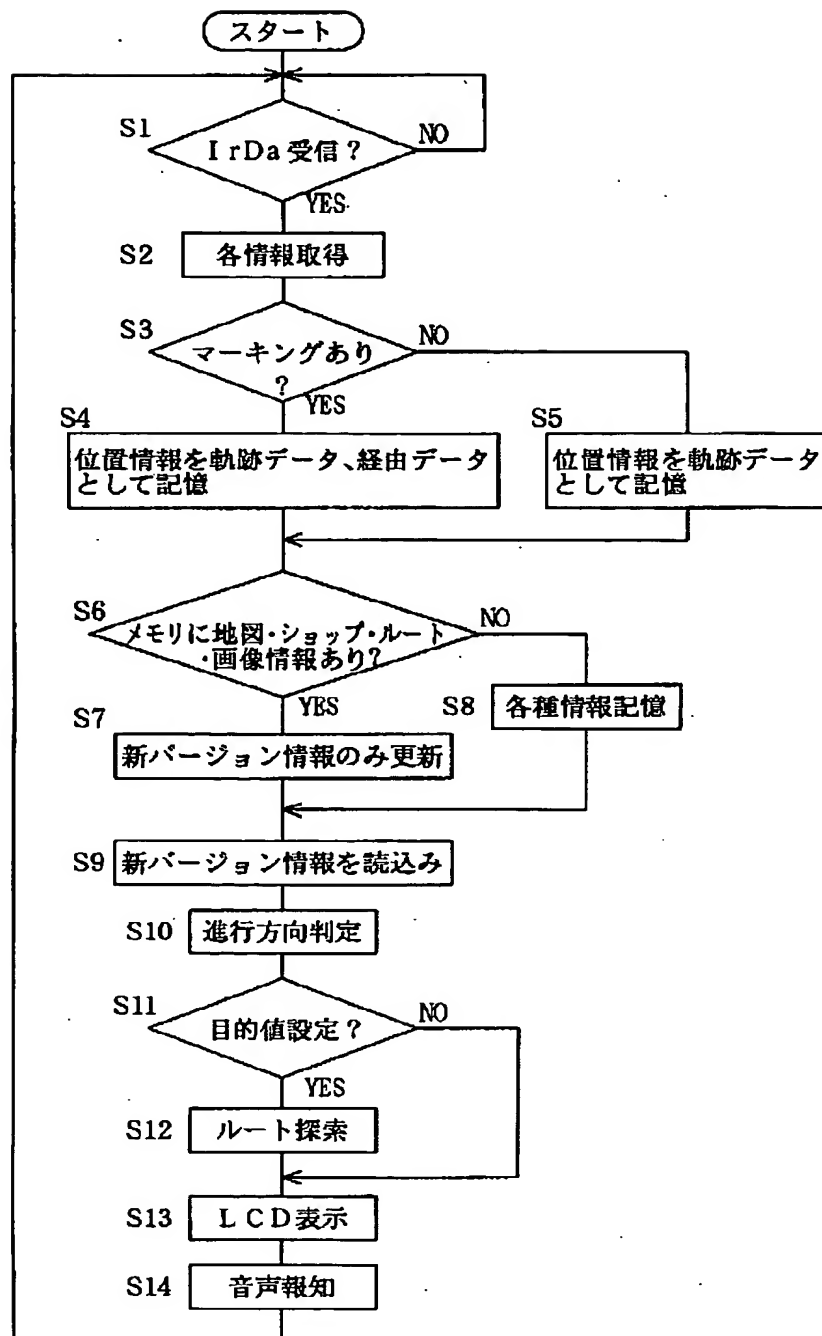 スタート
S1
IrDa受信?
NO
YES
S2
各情報取得
S3
マーキングあり
?
NO
YES
S4
位置情報を軌跡データ、経由データ
として記憶
S5
位置情報を軌跡データ
として記憶
S6
メモリに地図・ショップ・ルート
・画像情報あり?
NO
YES
S7
新バージョン情報のみ更新
S8
各種情報記憶
S9
新バージョン情報を読込み
S10
進行方向判定
S11
目的値設定?
NO
YES
S12
ルート探索
S13
LCD表示
S14
音声報知